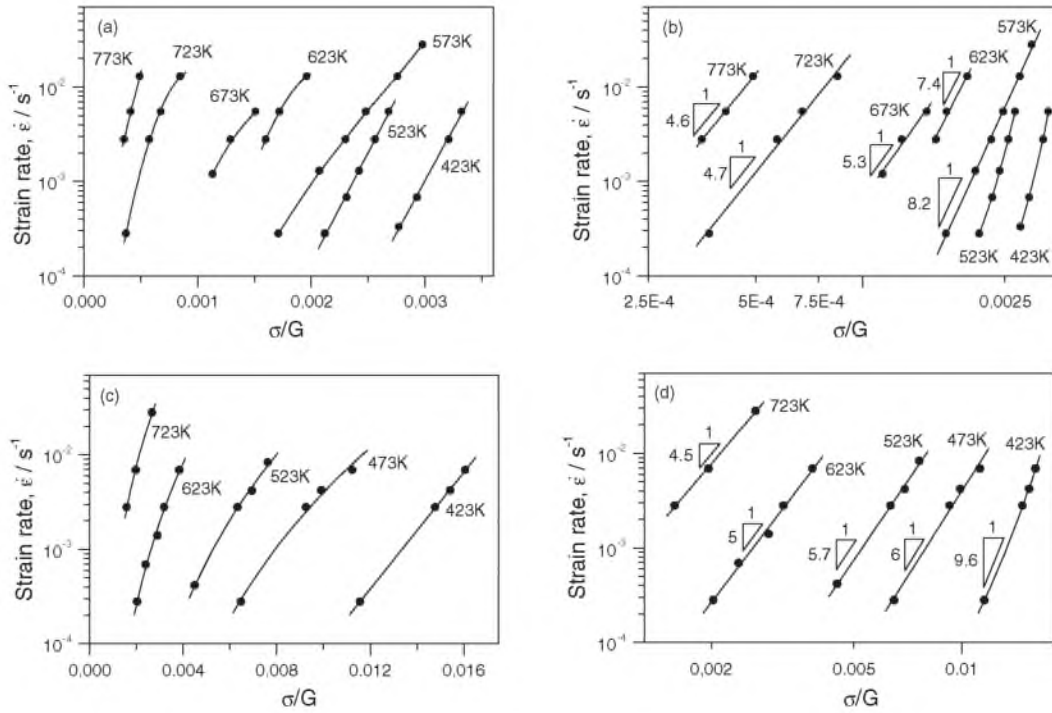 (a)
773K
723K
673K
623K
573K
523K
423K
10⁻²
10⁻³
10⁻⁴
Strain rate, ε̇ / s⁻¹
0.000
0.001
0.002
0.003
σ/G
(b)
773K
723K
673K
623K
573K
523K
423K
1
4.6
1
4.7
1
5.3
1
7.4
1
8.2
10⁻²
10⁻³
10⁻⁴
Strain rate, ε̇ / s⁻¹
2.5E-4
5E-4
7.5E-4
0.0025
σ/G
(c)
723K
623K
523K
473K
423K
10⁻¹
10⁻²
10⁻³
10⁻⁴
Strain rate, ε̇ / s⁻¹
0.000
0.004
0.008
0.012
0.016
σ/G
(d)
723K
623K
523K
473K
423K
1
4.5
1
5
1
5.7
1
6
1
9.6
10⁻¹
10⁻²
10⁻³
10⁻⁴
Strain rate, ε̇ / s⁻¹
0,002
0.005
0.01
σ/G